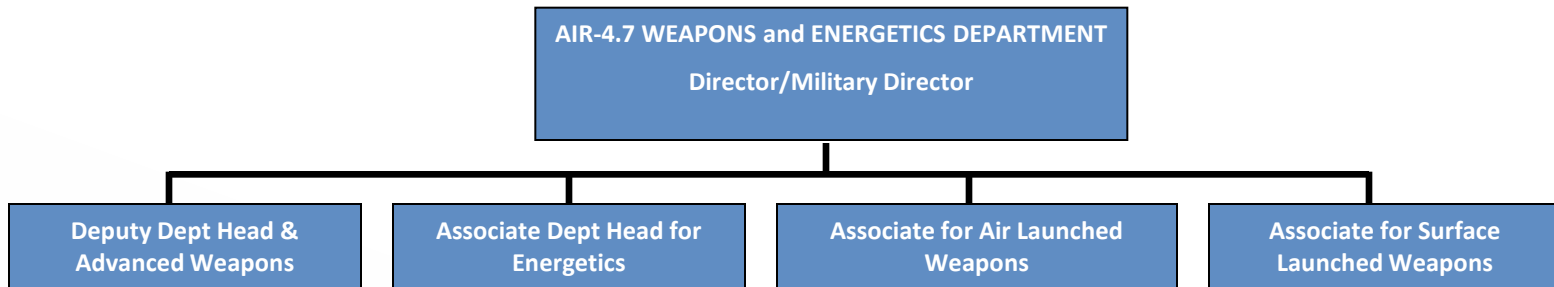 AIR-4.7 WEAPONS and ENERGETICS DEPARTMENT
Director/Military Director
Deputy Dept Head &
Advanced Weapons
Associate Dept Head for
Energetics
Associate for Air Launched
Weapons
Associate for Surface
Launched Weapons